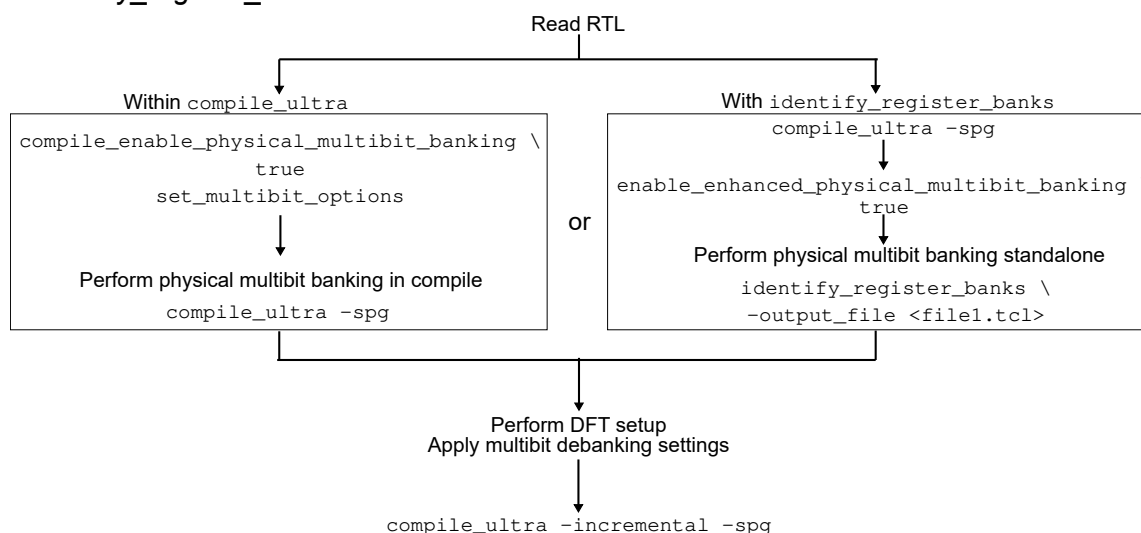 Read RTL
Within compile_ultra
compile_enable_physical_multibit_banking \
true
set_multibit_options
Perform physical multibit banking in compile
compile_ultra -spg
or
With identify_register_banks
compile_ultra -spg
enable_enhanced_physical_multibit_banking
true
Perform physical multibit banking standalone
identify_register_banks \
-output_file <file1.tcl>
Perform DFT setup
Apply multibit debanking settings
compile_ultra -incremental -spg